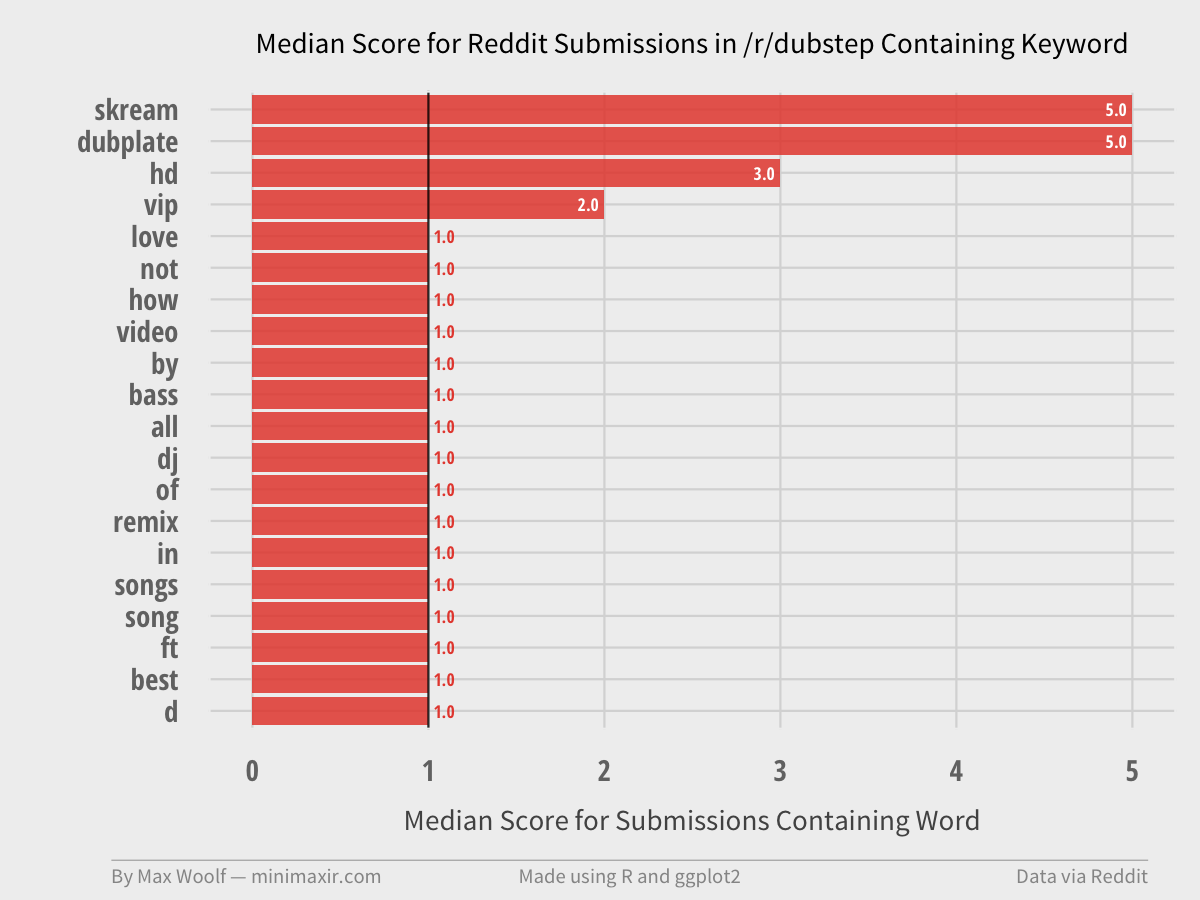 Median Score for Reddit Submissions in /r/dubstep Containing Keyword
skream 5.0
dubplate 5.0
hd 3.0
vip 2.0
love 1.0
not 1.0
how 1.0
video 1.0
by 1.0
bass 1.0
all 1.0
dj 1.0
of 1.0
remix 1.0
in 1.0
songs 1.0
song 1.0
ft 1.0
best 1.0
d 1.0
0 1 2 3 4 5
Median Score for Submissions Containing Word
By Max Woolf — minimaxir.com Made using R and ggplot2 Data via Reddit